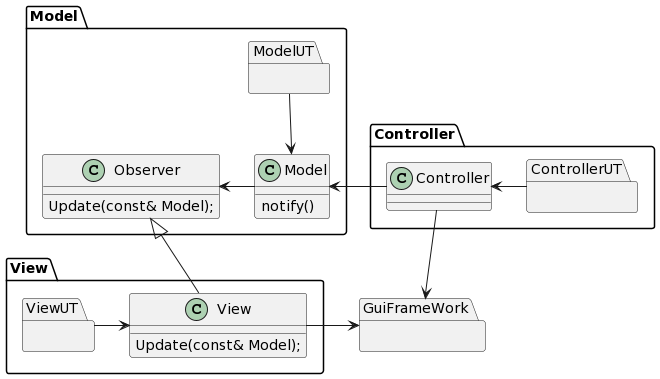 Model
ModelUT
Controller
C Observer
Update(const& Model);
C Model
notify()
C Controller
ControllerUT
View
ViewUT
C View
Update(const& Model);
GuiFrameWork